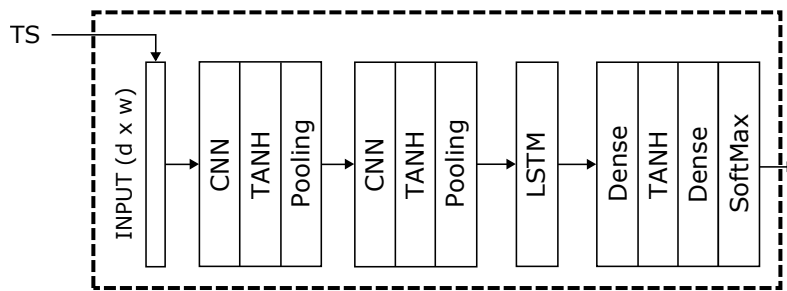 TS
INPUT (d x w)
CNN
TANH
Pooling
CNN
TANH
Pooling
LSTM
Dense
TANH
Dense
SoftMax